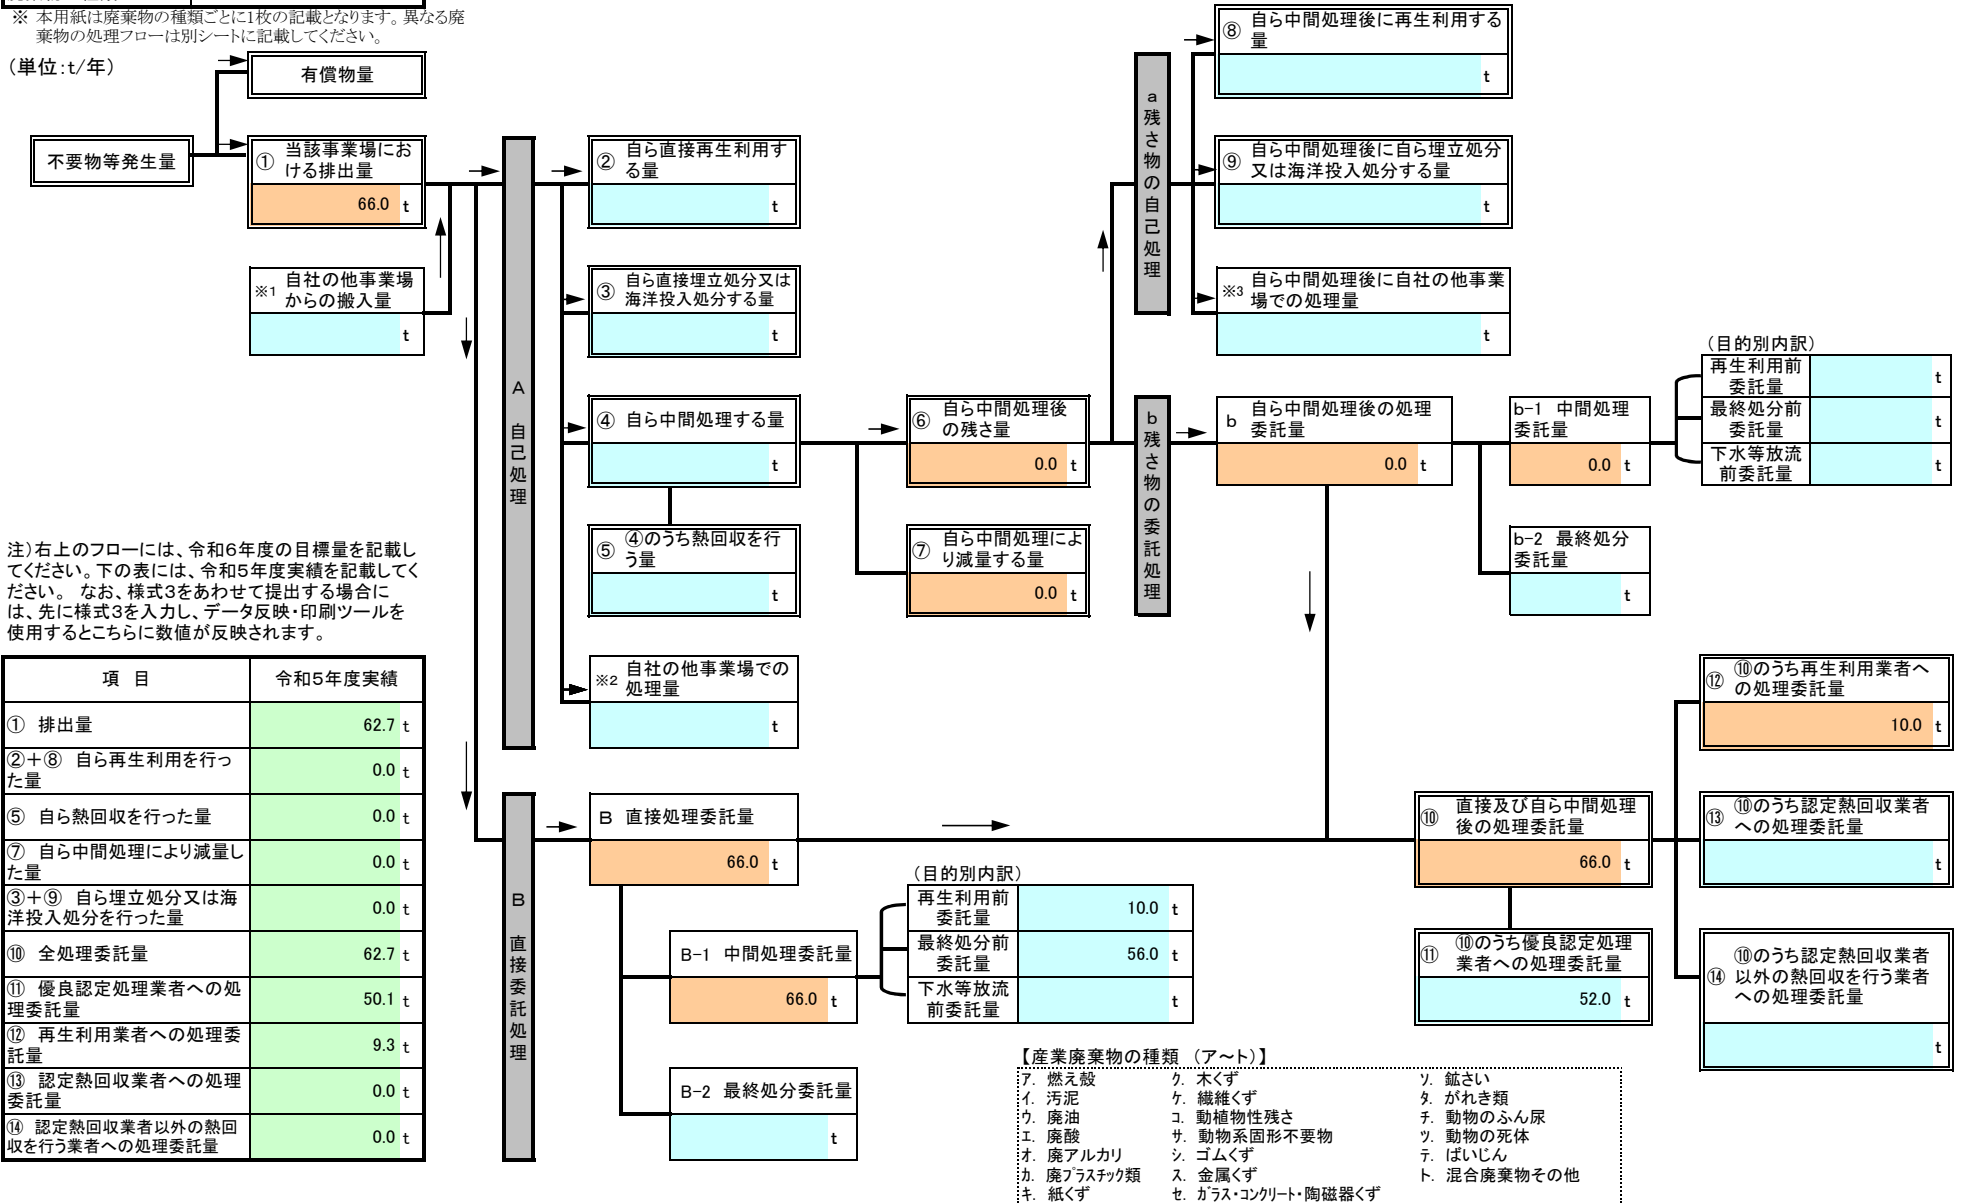 ※ 本用紙は廃棄物の種類ごとに1枚の記載となります。異なる廃
棄物の処理フローは別シートに記載してください。
（単位：t/年）
有償物量
不要物等発生量
① 当該事業場にお
ける排出量
66.0 t
※1 自社の他事業場
からの搬入量
t
A 自己処理
② 自ら直接再生利用す
る量
t
③ 自ら直接埋立処分又は
海洋投入処分する量
t
④ 自ら中間処理する量
t
⑤ ④のうち熱回収を行
う量
t
※2 自社の他事業場での
処理量
t
⑥ 自ら中間処理後
の残さ量
0.0 t
⑦ 自ら中間処理によ
り減量する量
0.0 t
a 残さ物の自己処理
⑧ 自ら中間処理後に再生利用する
量
t
⑨ 自ら中間処理後に自ら埋立処分
又は海洋投入処分する量
t
※3 自ら中間処理後に自社の他事業
場での処理量
t
b 残さ物の委託処理
b 自ら中間処理後の処理
委託量
0.0 t
b-1 中間処理
委託量
0.0 t
b-2 最終処分
委託量
t
（目的別内訳）
再生利用前
委託量
t
最終処分前
委託量
t
下水等放流
前委託量
t
注）右上のフローには、令和６年度の目標量を記載し
てください。下の表には、令和５年度実績を記載してく
ださい。 なお、様式３をあわせて提出する場合に
は、先に様式３を入力し、データ反映・印刷ツールを
使用するとこちらに数値が反映されます。
項 目 令和５年度実績
① 排出量 62.7 t
②＋⑧ 自ら再生利用を行っ
た量 0.0 t
⑤ 自ら熱回収を行った量 0.0 t
⑦ 自ら中間処理により減量し
た量 0.0 t
③＋⑨ 自ら埋立処分又は海
洋投入処分を行った量 0.0 t
⑩ 全処理委託量 62.7 t
⑪ 優良認定処理業者への処
理委託量 50.1 t
⑫ 再生利用業者への処理委
託量 9.3 t
⑬ 認定熱回収業者への処理
委託量 0.0 t
⑭ 認定熱回収業者以外の熱回
収を行う業者への処理委託量 0.0 t
B 直接委託処理
B 直接処理委託量
66.0 t
B-1 中間処理委託量
66.0 t
B-2 最終処分委託量
t
（目的別内訳）
再生利用前
委託量
10.0 t
最終処分前
委託量
56.0 t
下水等放流
前委託量
t
⑩ 直接及び自ら中間処理
後の処理委託量
66.0 t
⑪ ⑩のうち優良認定処理
業者への処理委託量
52.0 t
⑫ ⑩のうち再生利用業者へ
の処理委託量
10.0 t
⑬ ⑩のうち認定熱回収業者
への処理委託量
t
⑭ ⑩のうち認定熱回収業者
以外の熱回収を行う業者
への処理委託量
t
【産業廃棄物の種類 （ア～ト）】
ア. 燃え殻 ク. 木くず ソ. 鉱さい
イ. 汚泥 ケ. 繊維くず タ. がれき類
ウ. 廃油 コ. 動植物性残さ チ. 動物のふん尿
エ. 廃酸 サ. 動物系固形不要物 ツ. 動物の死体
オ. 廃アルカリ シ. ゴムくず テ. ばいじん
カ. 廃プラスチック類 ス. 金属くず ト. 混合廃棄物その他
キ. 紙くず セ. ガラス・コンクリート・陶磁器くず